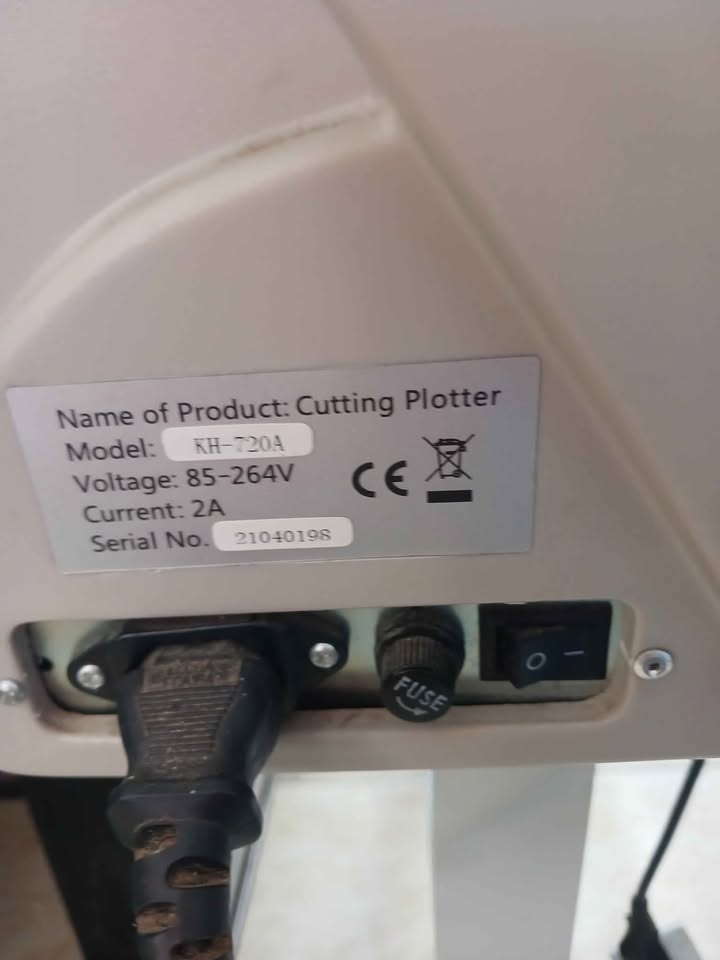 Name of Product: Cutting Plotter
Model: KH-720A
Voltage: 85-264V
Current: 2A
Serial No. 21040198
CE
FUSE
O —